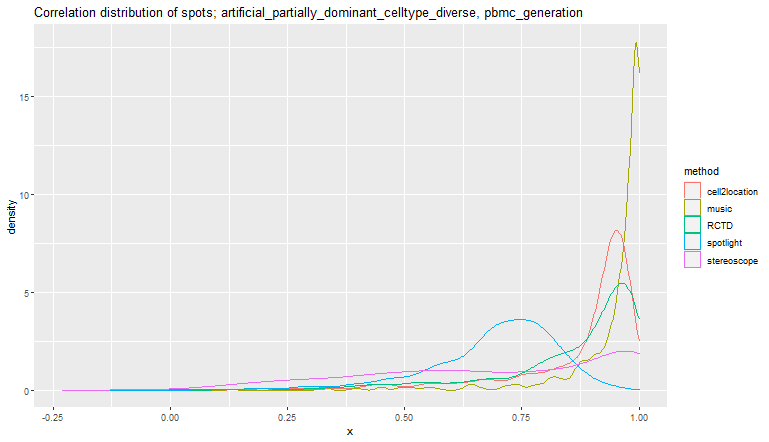 Correlation distribution of spots; artificial_partially_dominant_celltype_diverse, pbmc_generation
15
10
5
0
density
-0.25 0.00 0.25 0.50 0.75 1.00
x
method
cell2location
music
RCTD
spotlight
stereoscope